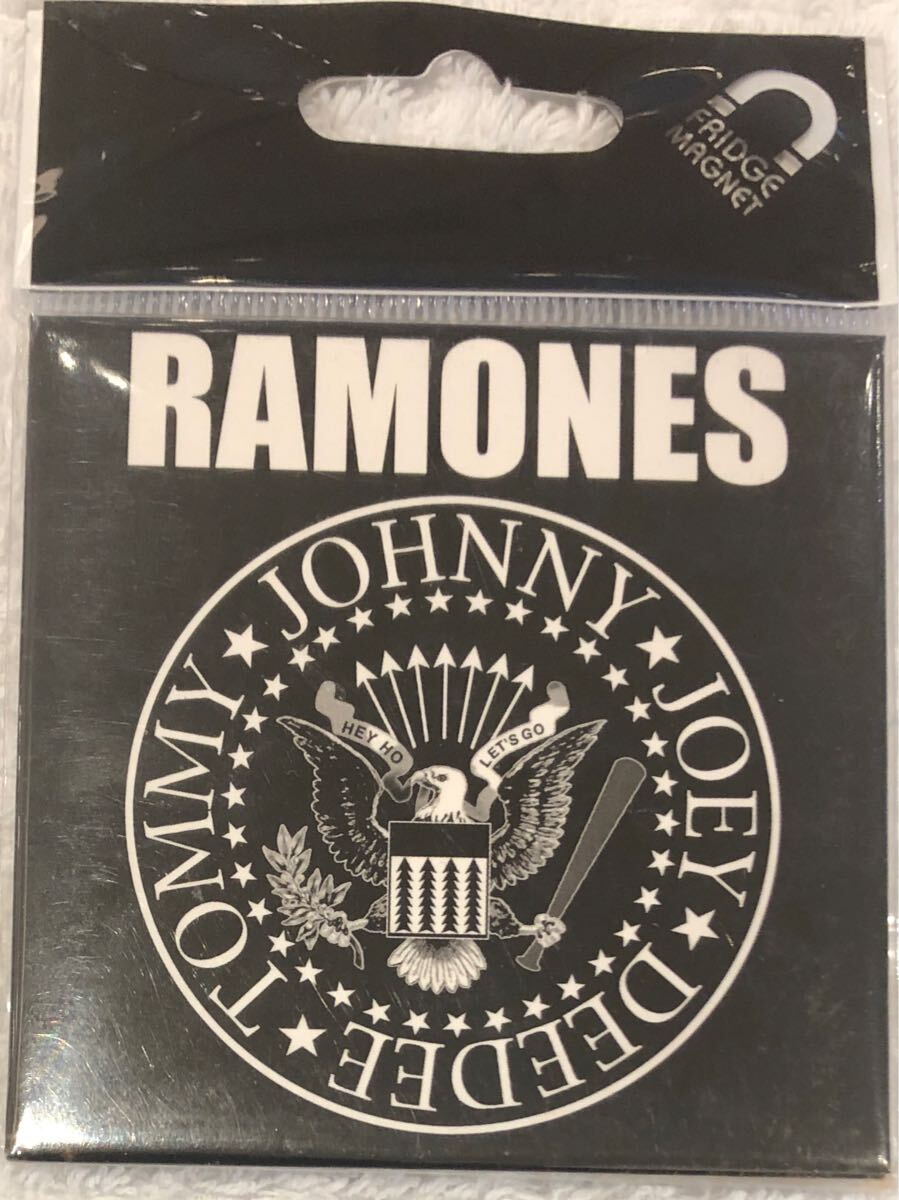 FRIDGE
MAGNET
RAMONES
JOHNNY
JOEY
DEEDEE
TOMMY
HEY HO
LET'S GO